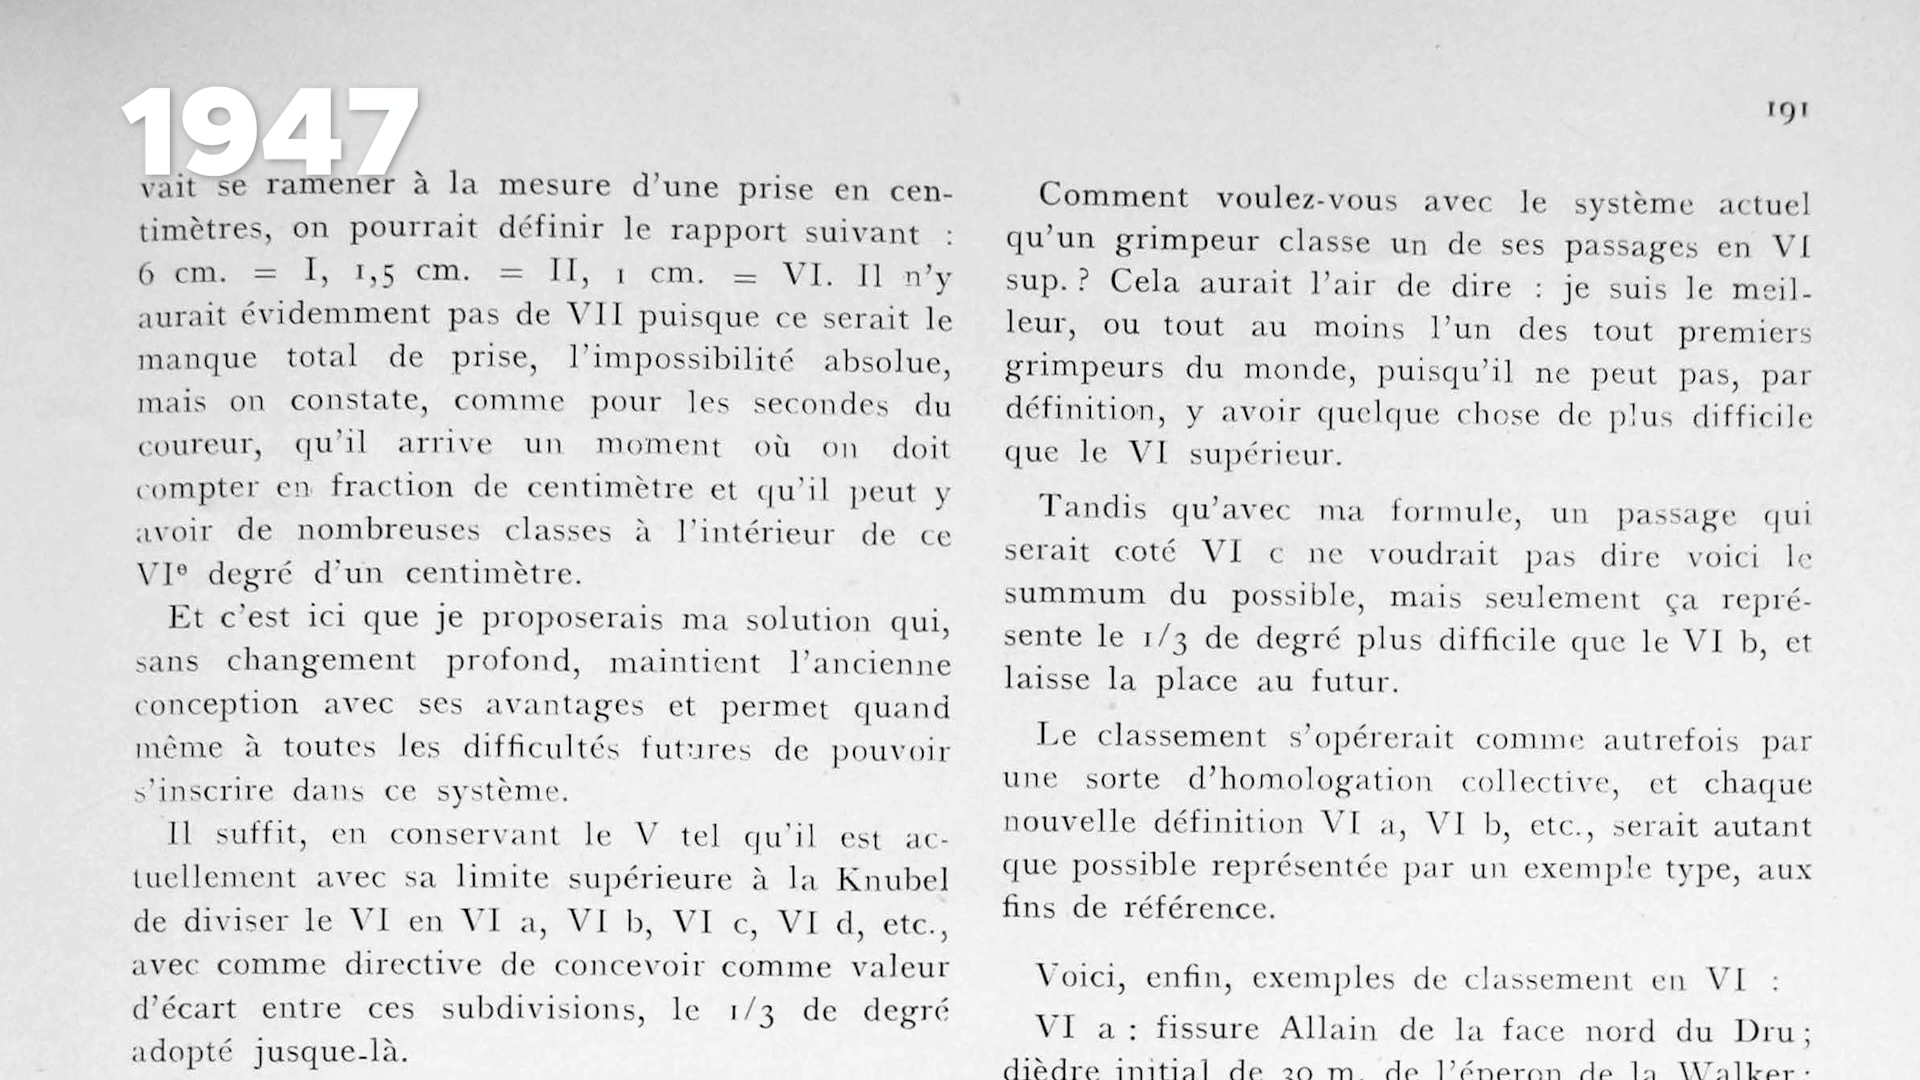 1947
191
vait se ramener à la mesure d'une prise en cen-
timètres, on pourrait définir le rapport suivant :
6 cm. = I, 1,5 cm. = II, 1 cm. = VI. Il n'y
aurait évidemment pas de VII puisque ce serait le
manque total de prise, l'impossibilité absolue,
mais on constate, comme pour les secondes du
coureur, qu'il arrive un moment où on doit
compter en fraction de centimètre et qu'il peut y
avoir de nombreuses classes à l'intérieur de ce
VIe degré d'un centimètre.
Et c'est ici que je proposerais ma solution qui,
sans changement profond, maintient l'ancienne
conception avec ses avantages et permet quand
même à toutes les difficultés futures de pouvoir
s'inscrire dans ce système.
Il suffit, en conservant le V tel qu'il est ac-
tuellement avec sa limite supérieure à la Knubel
de diviser le VI en VI a, VI b, VI c, VI d, etc.,
avec comme directive de concevoir comme valeur
d'écart entre ces subdivisions, le 1/3 de degré
adopté jusque-là.
Comment voulez-vous avec le système actuel
qu'un grimpeur classe un de ses passages en VI
sup. ? Cela aurait l'air de dire : je suis le meil-
leur, ou tout au moins l'un des tout premiers
grimpeurs du monde, puisqu'il ne peut pas, par
définition, y avoir quelque chose de plus difficile
que le VI supérieur.
Tandis qu'avec ma formule, un passage qui
serait coté VI c ne voudrait pas dire voici le
summum du possible, mais seulement ça repré-
sente le 1/3 de degré plus difficile que le VI b, et
laisse la place au futur.
Le classement s'opérerait comme autrefois par
une sorte d'homologation collective, et chaque
nouvelle définition VI a, VI b, etc., serait autant
que possible représentée par un exemple type, aux
fins de référence.
Voici, enfin, exemples de classement en VI :
VI a : fissure Allain de la face nord du Dru ;
dièdre initial de 30 m. de l'éperon de la Walker ;